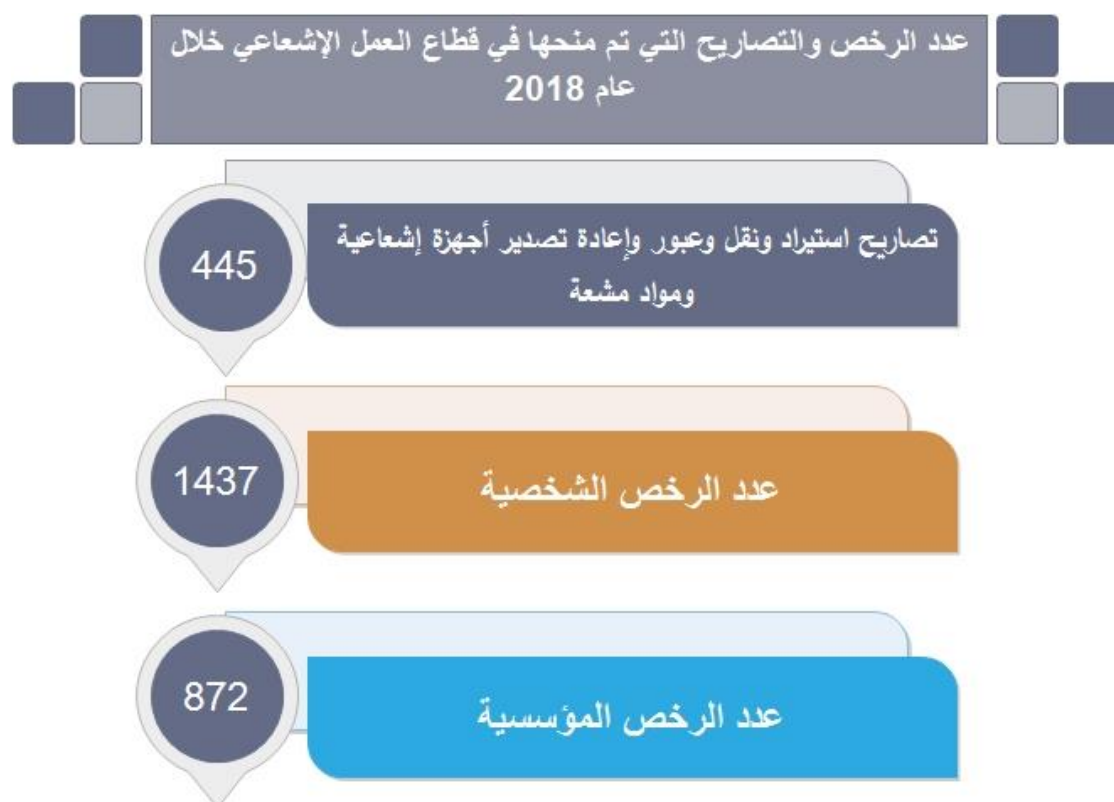 عدد الرخص والتصاريح التي تم منحها في قطاع العمل الإشعاعي خلال
عام 2018
تصاريح استيراد ونقل وعبور وإعادة تصدير أجهزة إشعاعية
ومواد مشعة
445
عدد الرخص الشخصية
1437
عدد الرخص المؤسسية
872